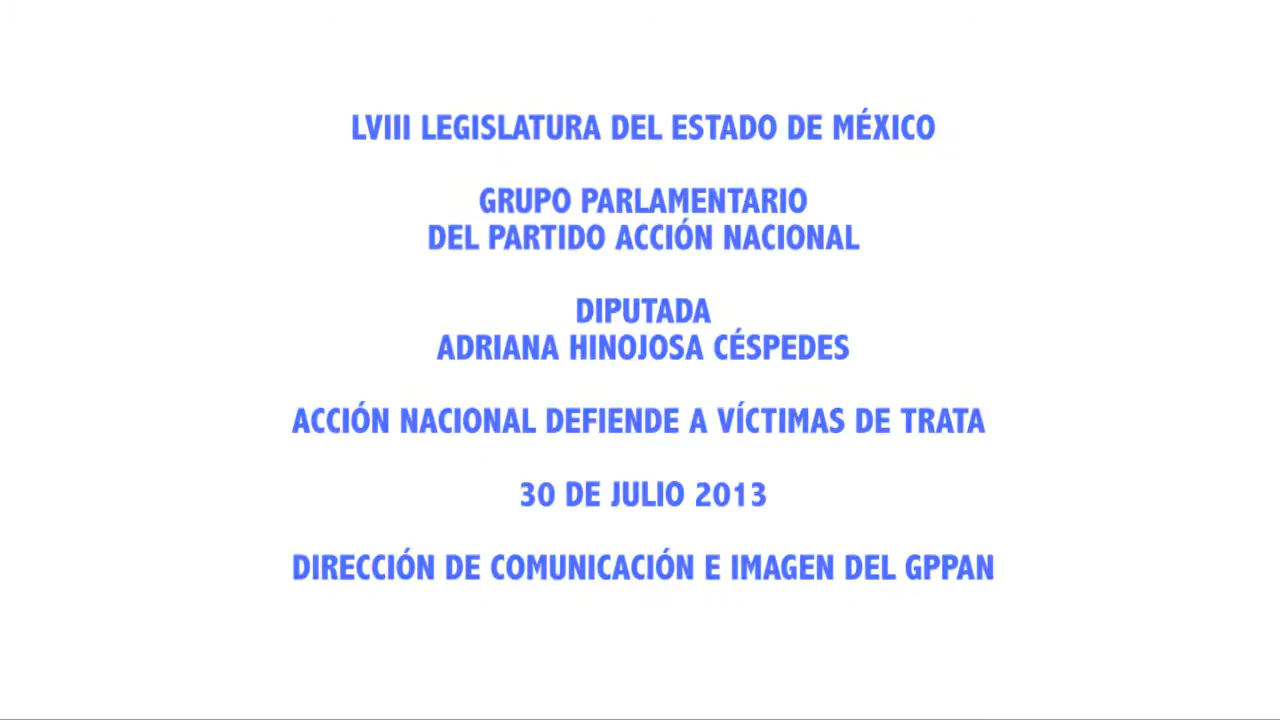 LVIII LEGISLATURA DEL ESTADO DE MÉXICO
GRUPO PARLAMENTARIO
DEL PARTIDO ACCIÓN NACIONAL
DIPUTADA
ADRIANA HINOJOSA CÉSPEDES
ACCIÓN NACIONAL DEFIENDE A VÍCTIMAS DE TRATA
30 DE JULIO 2013
DIRECCIÓN DE COMUNICACIÓN E IMAGEN DEL GPPAN